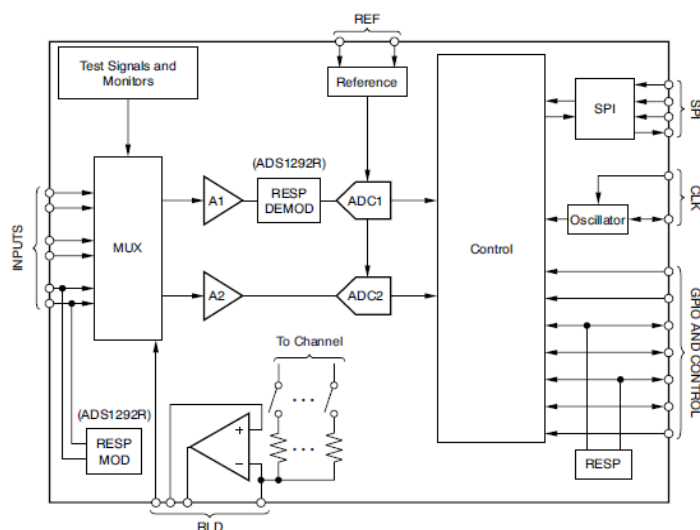 REF
Test Signals and
Monitors
Reference
SPI
SPI
(ADS1292R)
A1
RESP
DEMOD
ADC1
CLK
Oscillator
INPUTS
MUX
Control
A2
ADC2
GPIO AND CONTROL
To Channel
(ADS1292R)
RESP
MOD
+
−
RESP
RLD